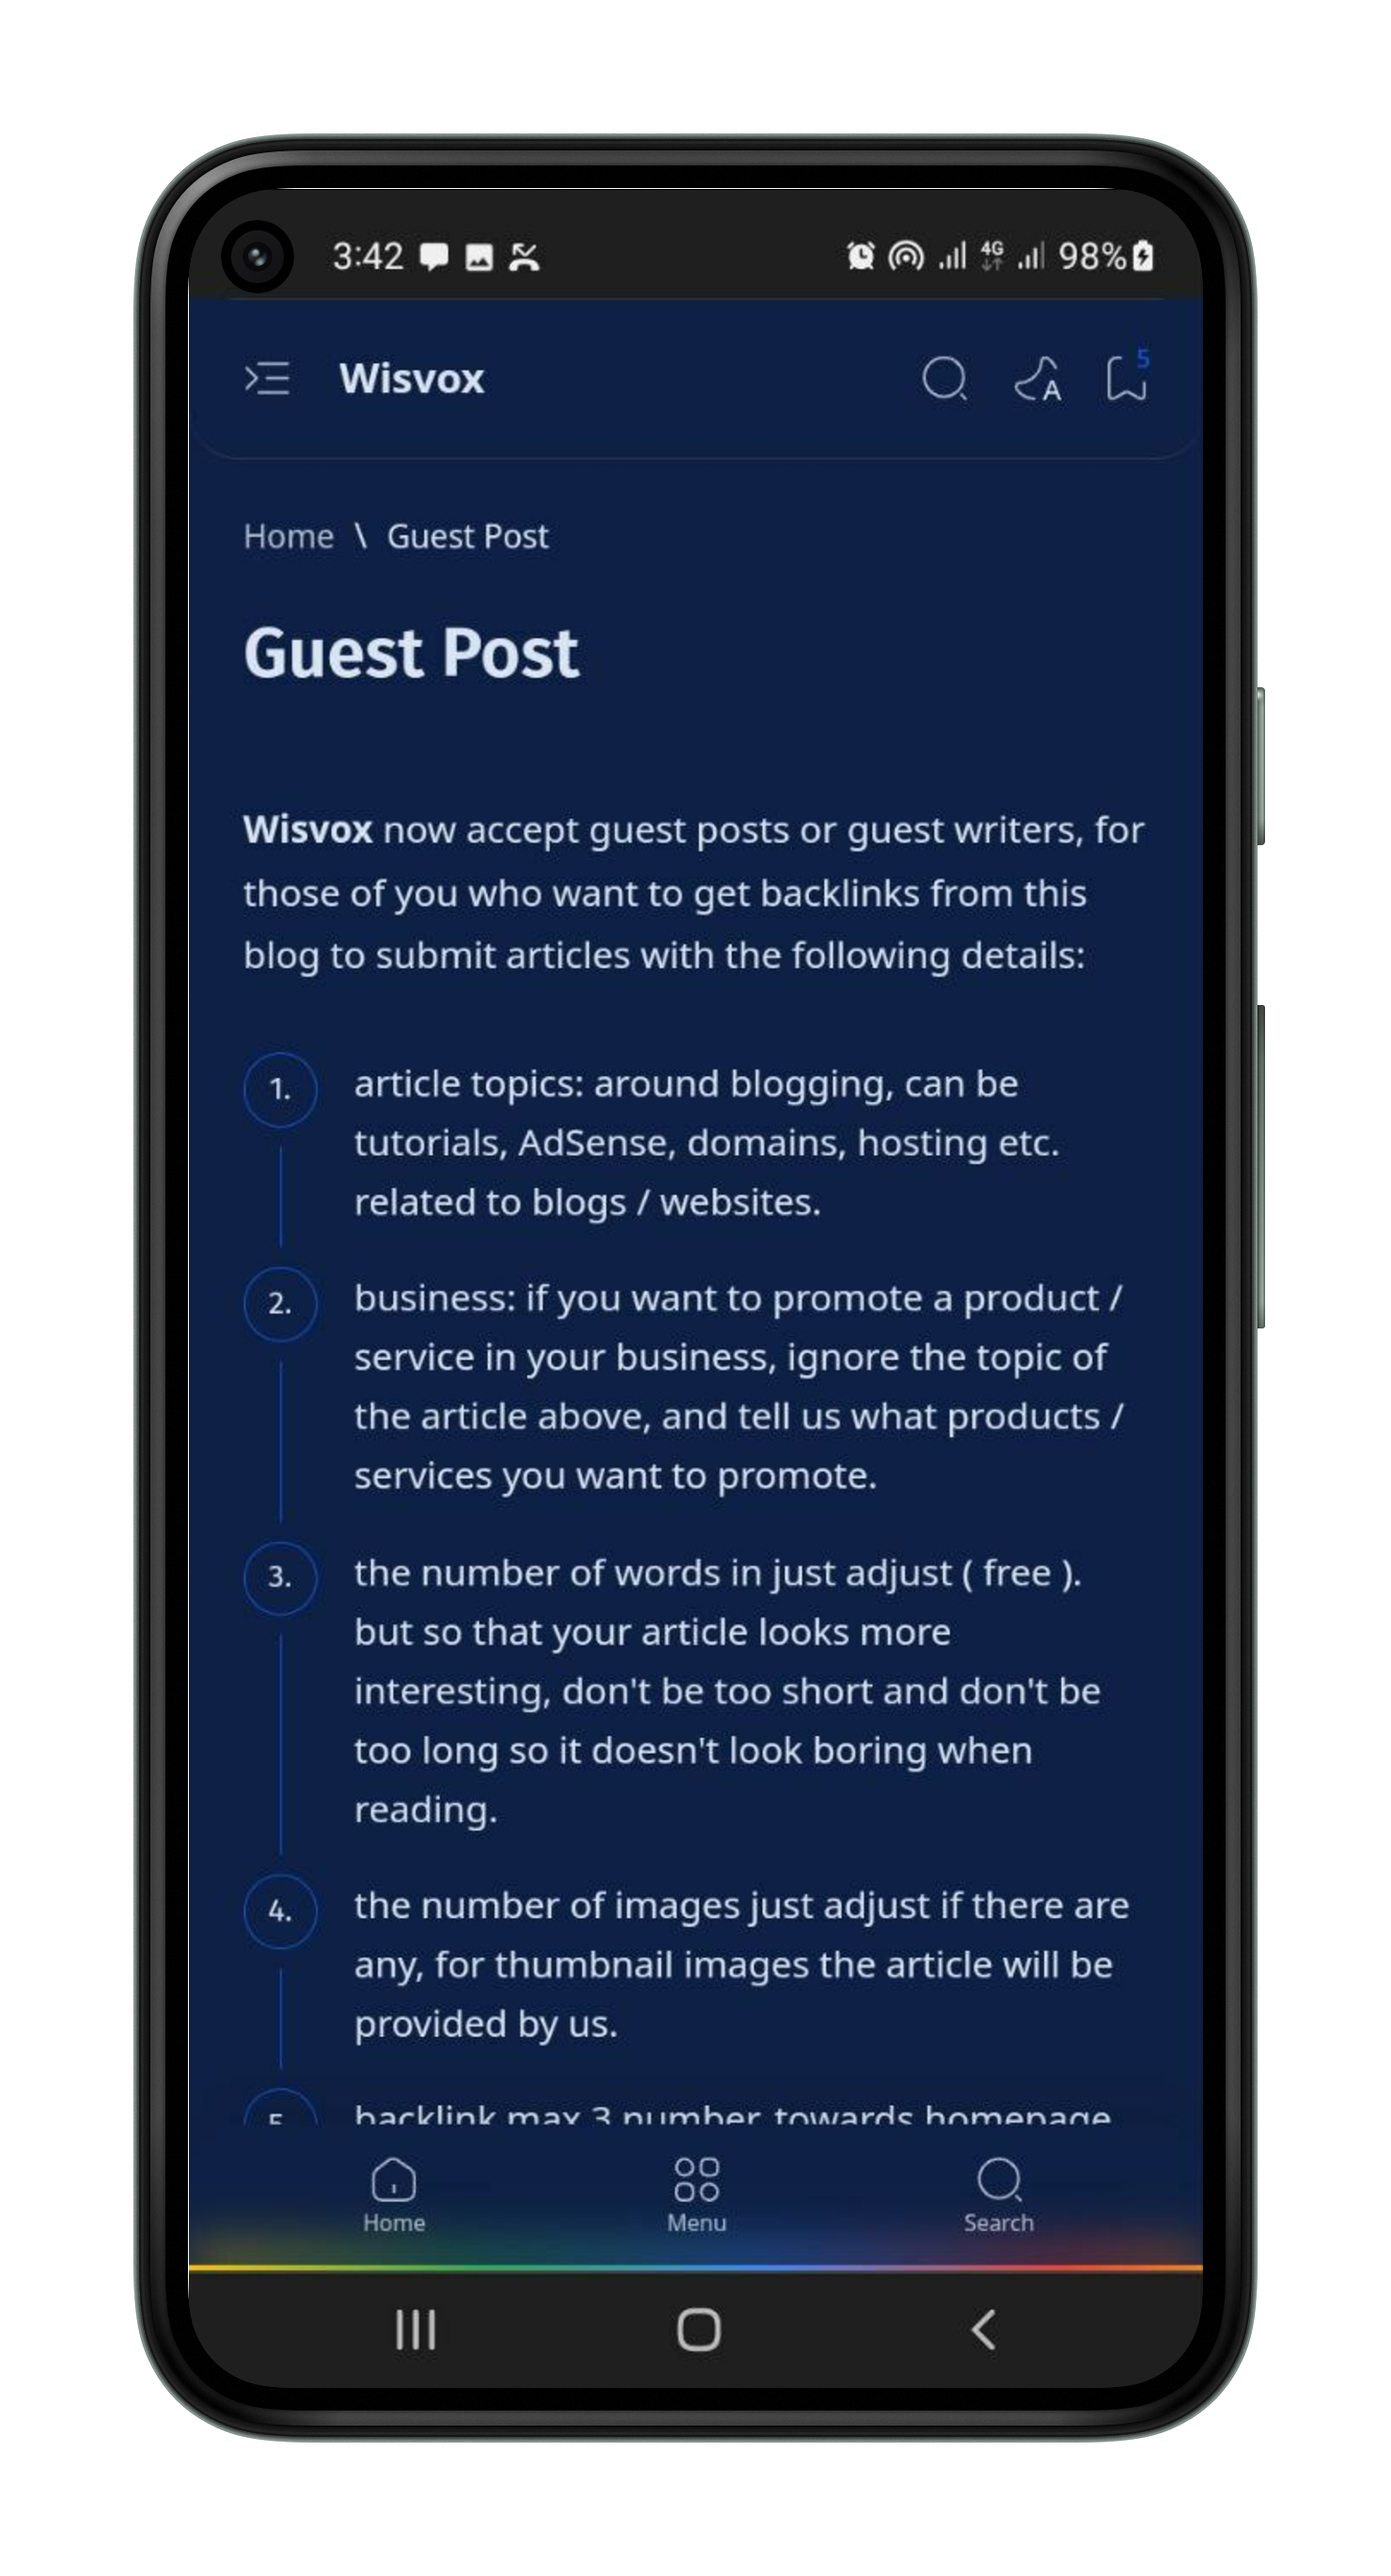 3:42 4G 98%
Wisvox A 5
Home \ Guest Post
Guest Post
Wisvox now accept guest posts or guest writers, for
those of you who want to get backlinks from this
blog to submit articles with the following details:
1. article topics: around blogging, can be
tutorials, AdSense, domains, hosting etc.
related to blogs / websites.
2. business: if you want to promote a product /
service in your business, ignore the topic of
the article above, and tell us what products /
services you want to promote.
3. the number of words in just adjust ( free ).
but so that your article looks more
interesting, don't be too short and don't be
too long so it doesn't look boring when
reading.
4. the number of images just adjust if there are
any, for thumbnail images the article will be
provided by us.
5. backlink max 3 number, towards homepage
Home Menu Search